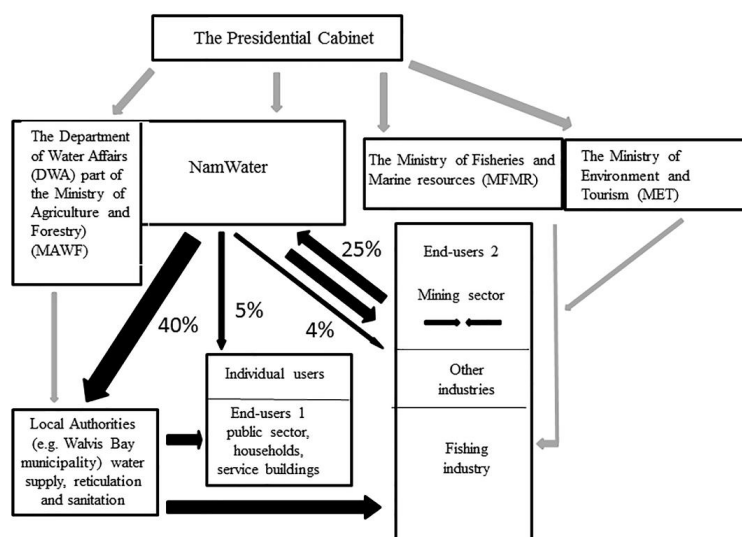 The Presidential Cabinet
The Department
of Water Affairs
(DWA) part of
the Ministry of
Agriculture and
Forestry)
(MAWF)
NamWater
The Ministry of Fisheries and
Marine resources (MFMR)
The Ministry of
Environment and
Tourism (MET)
25%
End-users 2
Mining sector
40%
5%
4%
Other
industries
Individual users
End-users 1
public sector,
households,
service buildings
Local Authorities
(e.g. Walvis Bay
municipality) water
supply, reticulation
and sanitation
Fishing
industry